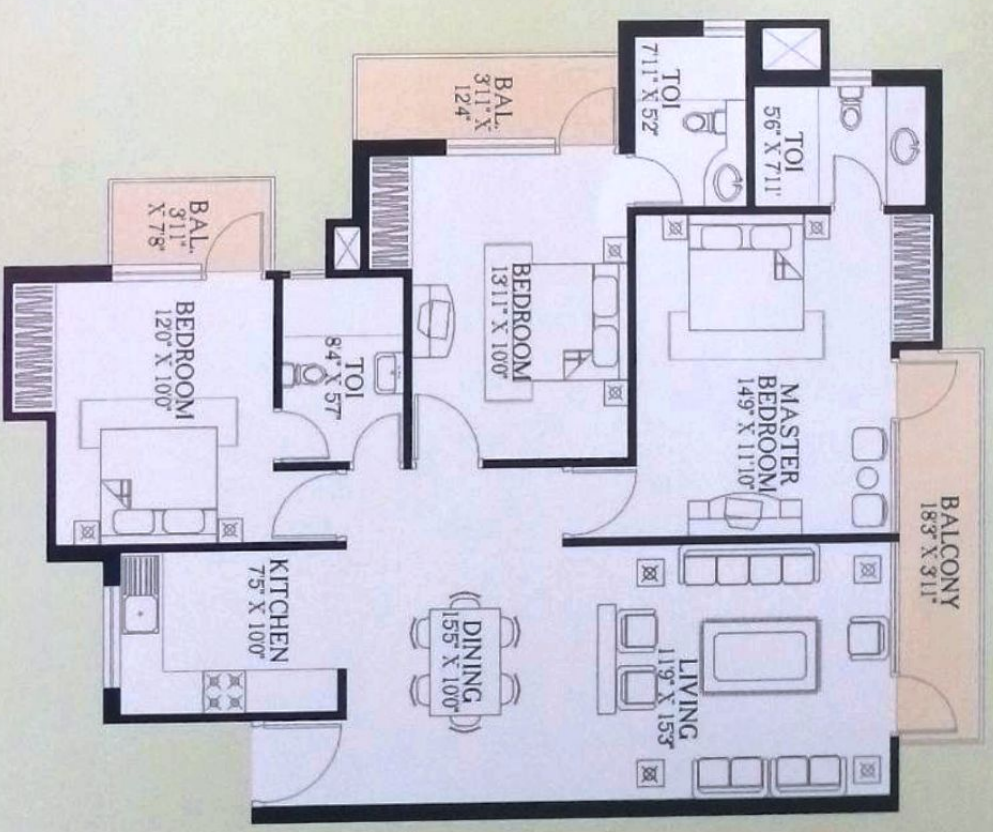 BAL.
3'11" X
12'4"
TOI
7'11" X 5'2"
TOI
5'6" X 7'11"
BAL.
3'11"
X 7'8"
BEDROOM
12'0" X 10'0"
TOI
8'4" X 5'7"
BEDROOM
13'11" X 10'0"
MASTER
BEDROOM
14'9" X 11'10"
BALCONY
18'3" X 3'11"
KITCHEN
7'5" X 10'0"
DINING
15'5" X 10'0"
LIVING
11'9" X 15'3"